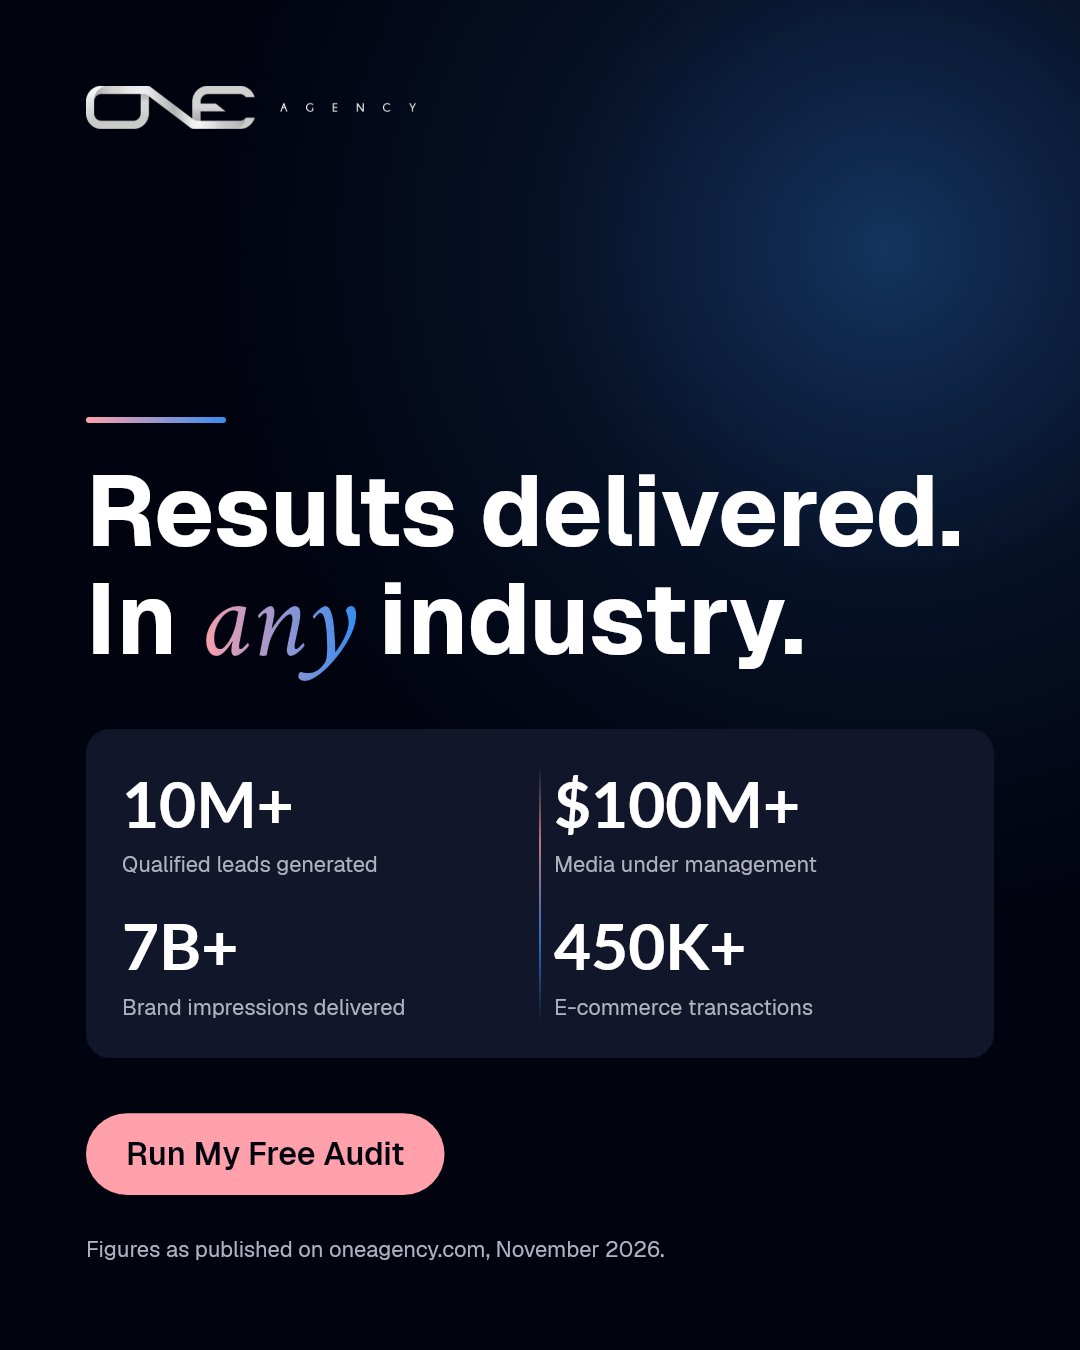 ONE AGENCY
Results delivered.
In any industry.
10M+
Qualified leads generated
$100M+
Media under management
7B+
Brand impressions delivered
450K+
E-commerce transactions
Run My Free Audit
Figures as published on oneagency.com, November 2026.